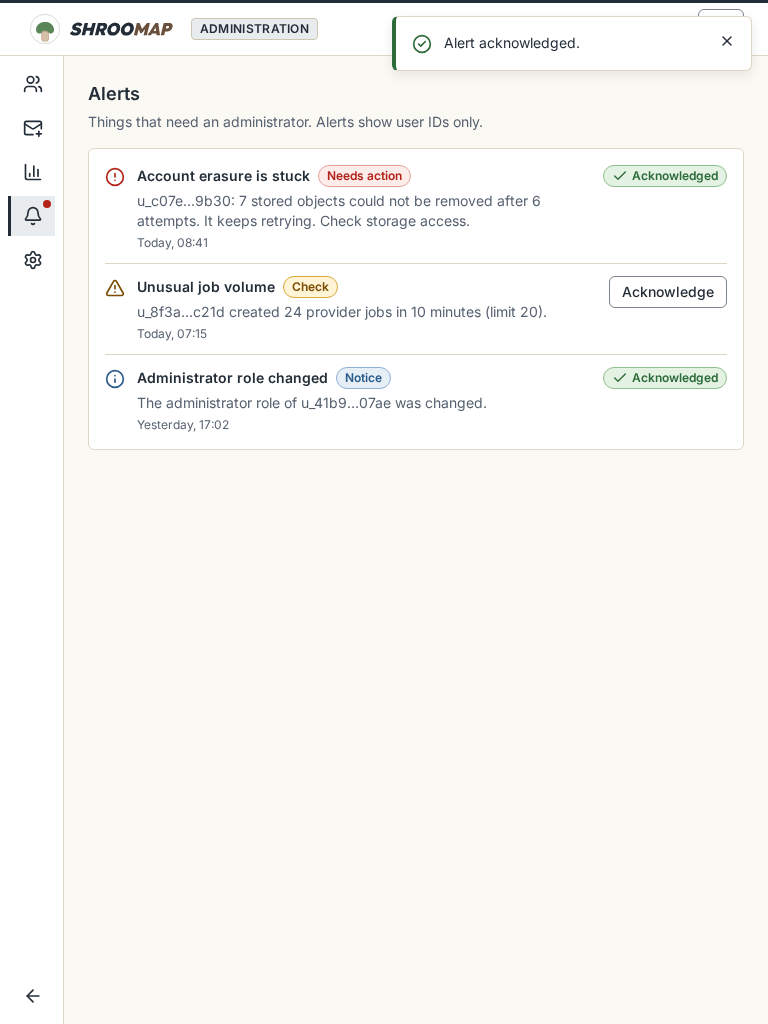 SHROOMAP
ADMINISTRATION
Alert acknowledged.
Alerts
Things that need an administrator. Alerts show user IDs only.
Account erasure is stuck
Needs action
Acknowledged
u_c07e…9b30: 7 stored objects could not be removed after 6
attempts. It keeps retrying. Check storage access.
Today, 08:41
Unusual job volume
Check
Acknowledge
u_8f3a…c21d created 24 provider jobs in 10 minutes (limit 20).
Today, 07:15
Administrator role changed
Notice
Acknowledged
The administrator role of u_41b9…07ae was changed.
Yesterday, 17:02